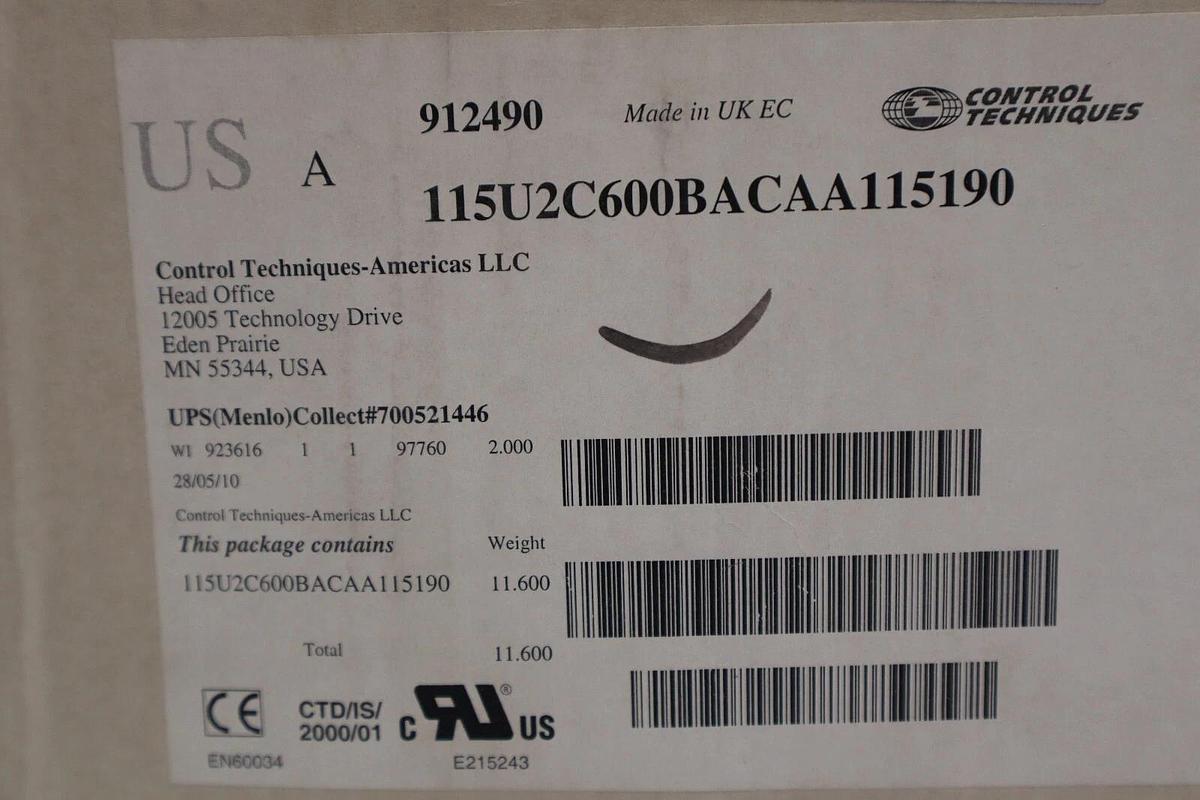 912490 Made in UK EC CONTROL TECHNIQUES
US A
115U2C600BACAA115190
Control Techniques-Americas LLC
Head Office
12005 Technology Drive
Eden Prairie
MN 55344, USA
UPS(Menlo)Collect#700521446
WI 923616 1 1 97760 2.000
28/05/10
Control Techniques-Americas LLC
This package contains Weight
115U2C600BACAA115190 11.600
Total 11.600
CE CTD/IS/ 2000/01 C RU ® US
EN60034 E215243